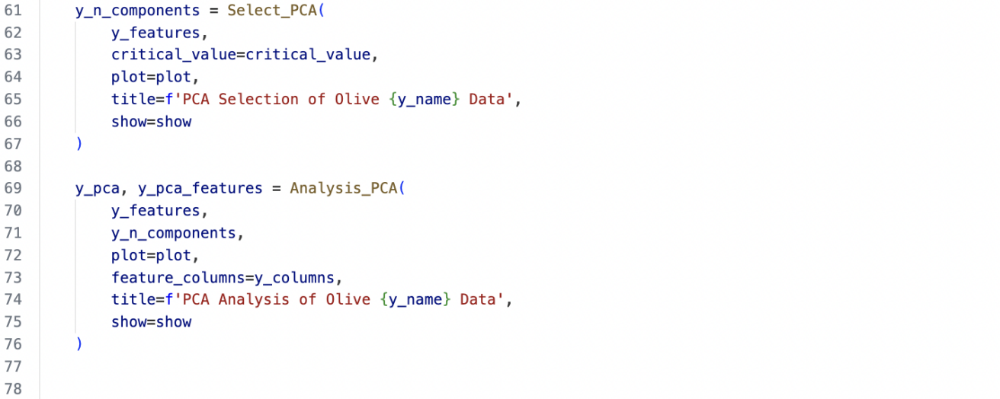 61 y_n_components = Select_PCA(
62 y_features,
63 critical_value=critical_value,
64 plot=plot,
65 title=f'PCA Selection of Olive {y_name} Data',
66 show=show
67 )
68
69 y_pca, y_pca_features = Analysis_PCA(
70 y_features,
71 y_n_components,
72 plot=plot,
73 feature_columns=y_columns,
74 title=f'PCA Analysis of Olive {y_name} Data',
75 show=show
76 )
77
78